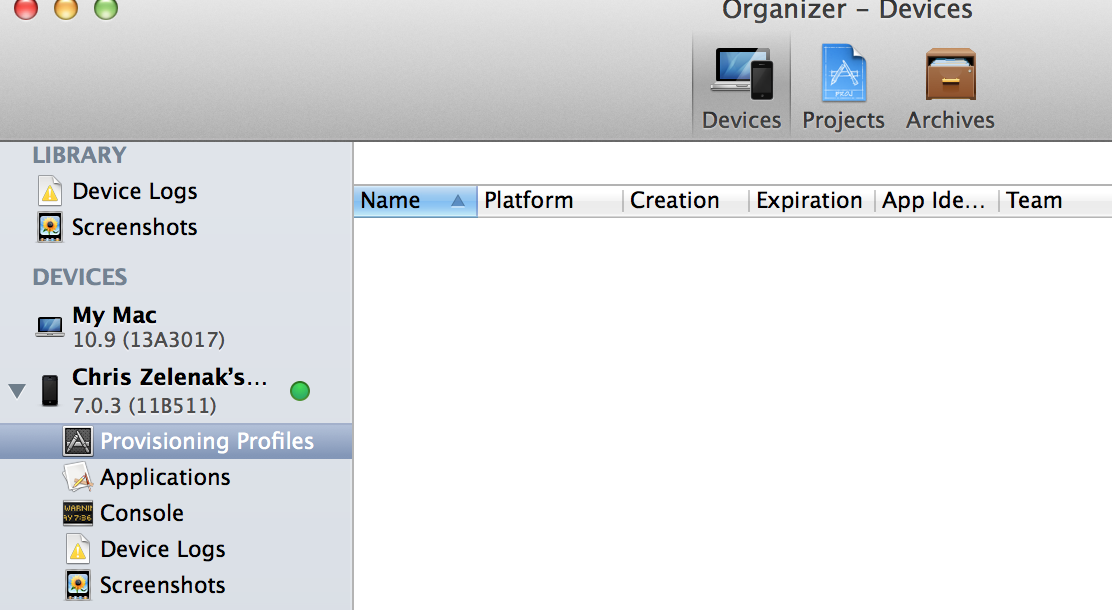 Organizer – Devices
Devices
Projects
Archives
LIBRARY
Device Logs
Screenshots
DEVICES
My Mac
10.9 (13A3017)
Chris Zelenak’s...
7.0.3 (11B511)
Provisioning Profiles
Applications
Console
Device Logs
Screenshots
Name Platform Creation Expiration App Ide... Team